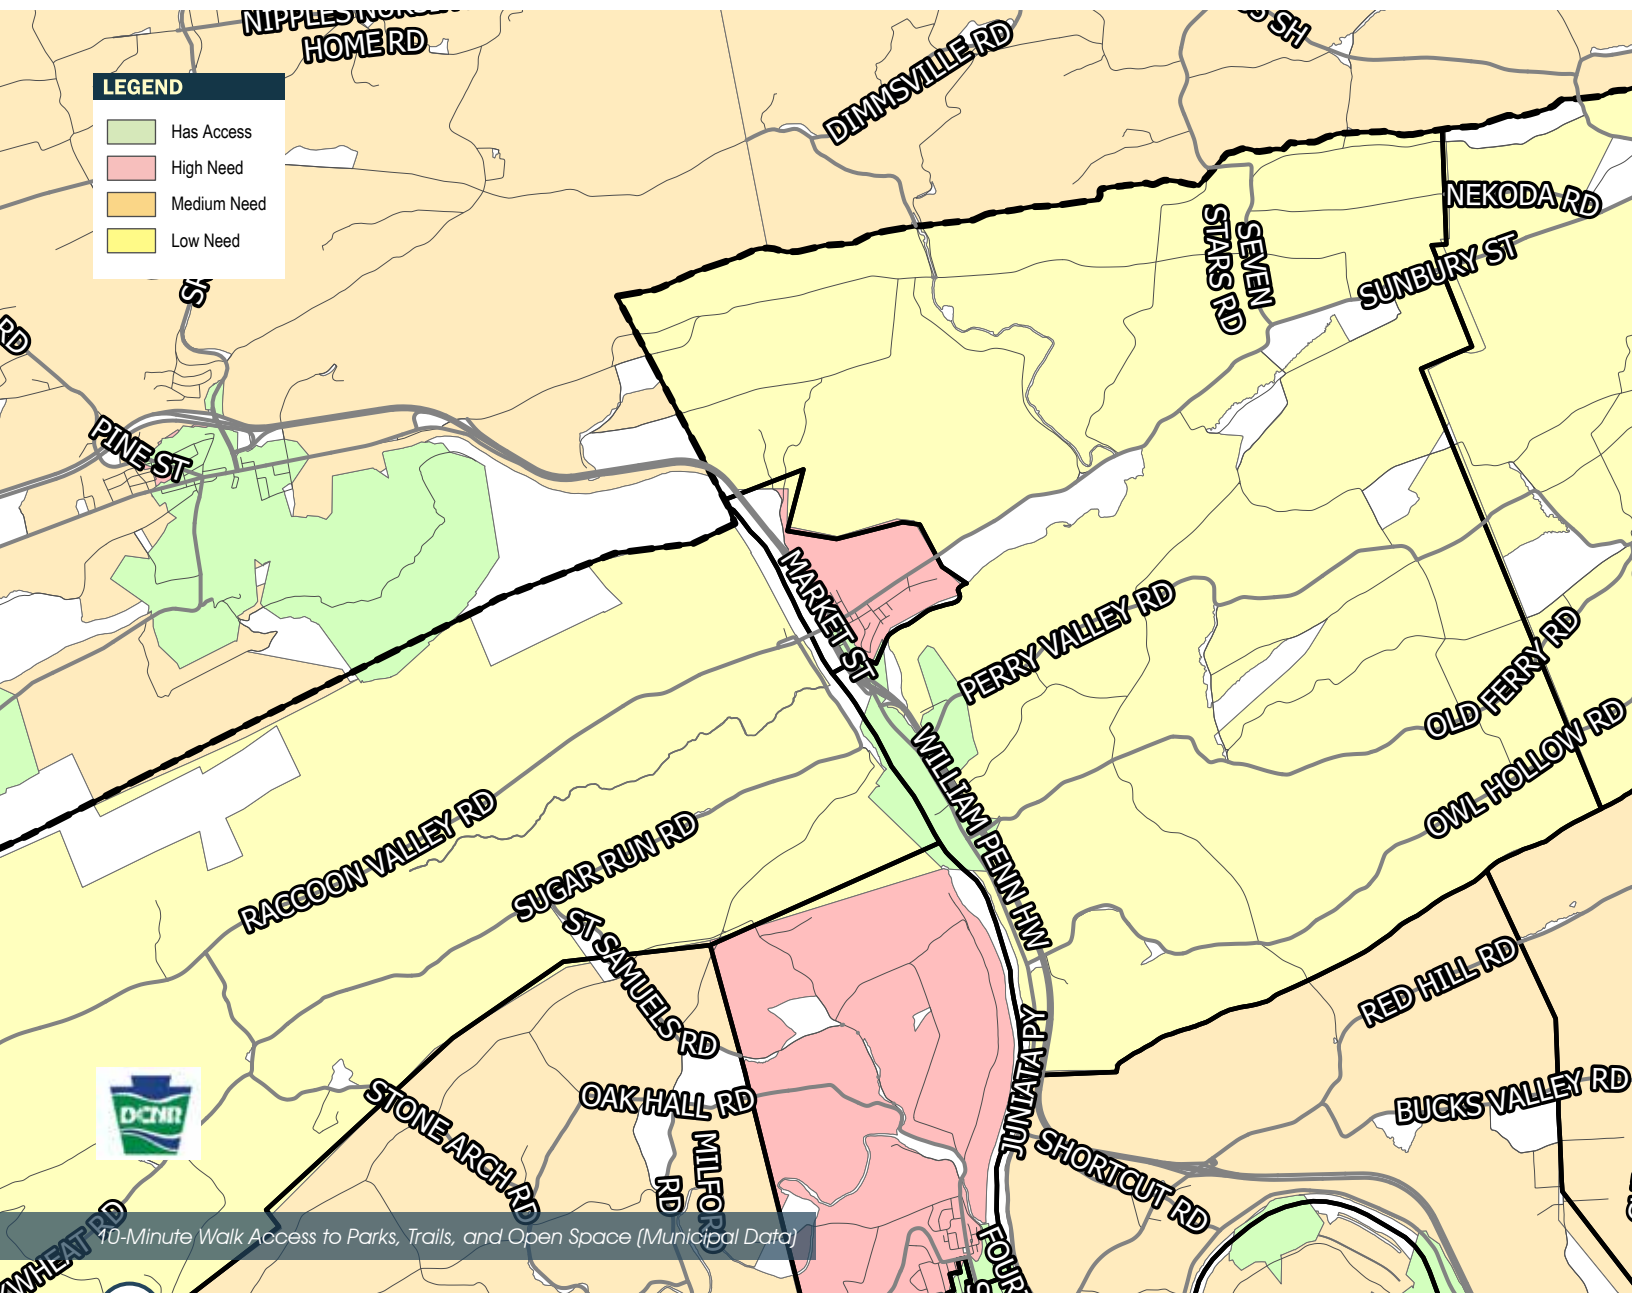 HOME RD
DIMMSVILLE RD
SH
LEGEND
Has Access
High Need
Medium Need
Low Need
NEKODA RD
SEVEN
STARS RD
SUNBURY ST
RD
PINE ST
MARKET ST
PERRY VALLEY RD
OLD FERRY RD
OWL HOLLOW RD
WILLIAM PENN HW
RACCOON VALLEY RD
SUGAR RUN RD
ST SAMUELS RD
RED HILL RD
JUNIATA PY
OAK HALL RD
BUCKS VALLEY RD
STONE ARCH RD
MILFORD
RD
SHORTCUT RD
DCNR
WHEAT RD
10-Minute Walk Access to Parks, Trails, and Open Space (Municipal Data)
FOUR